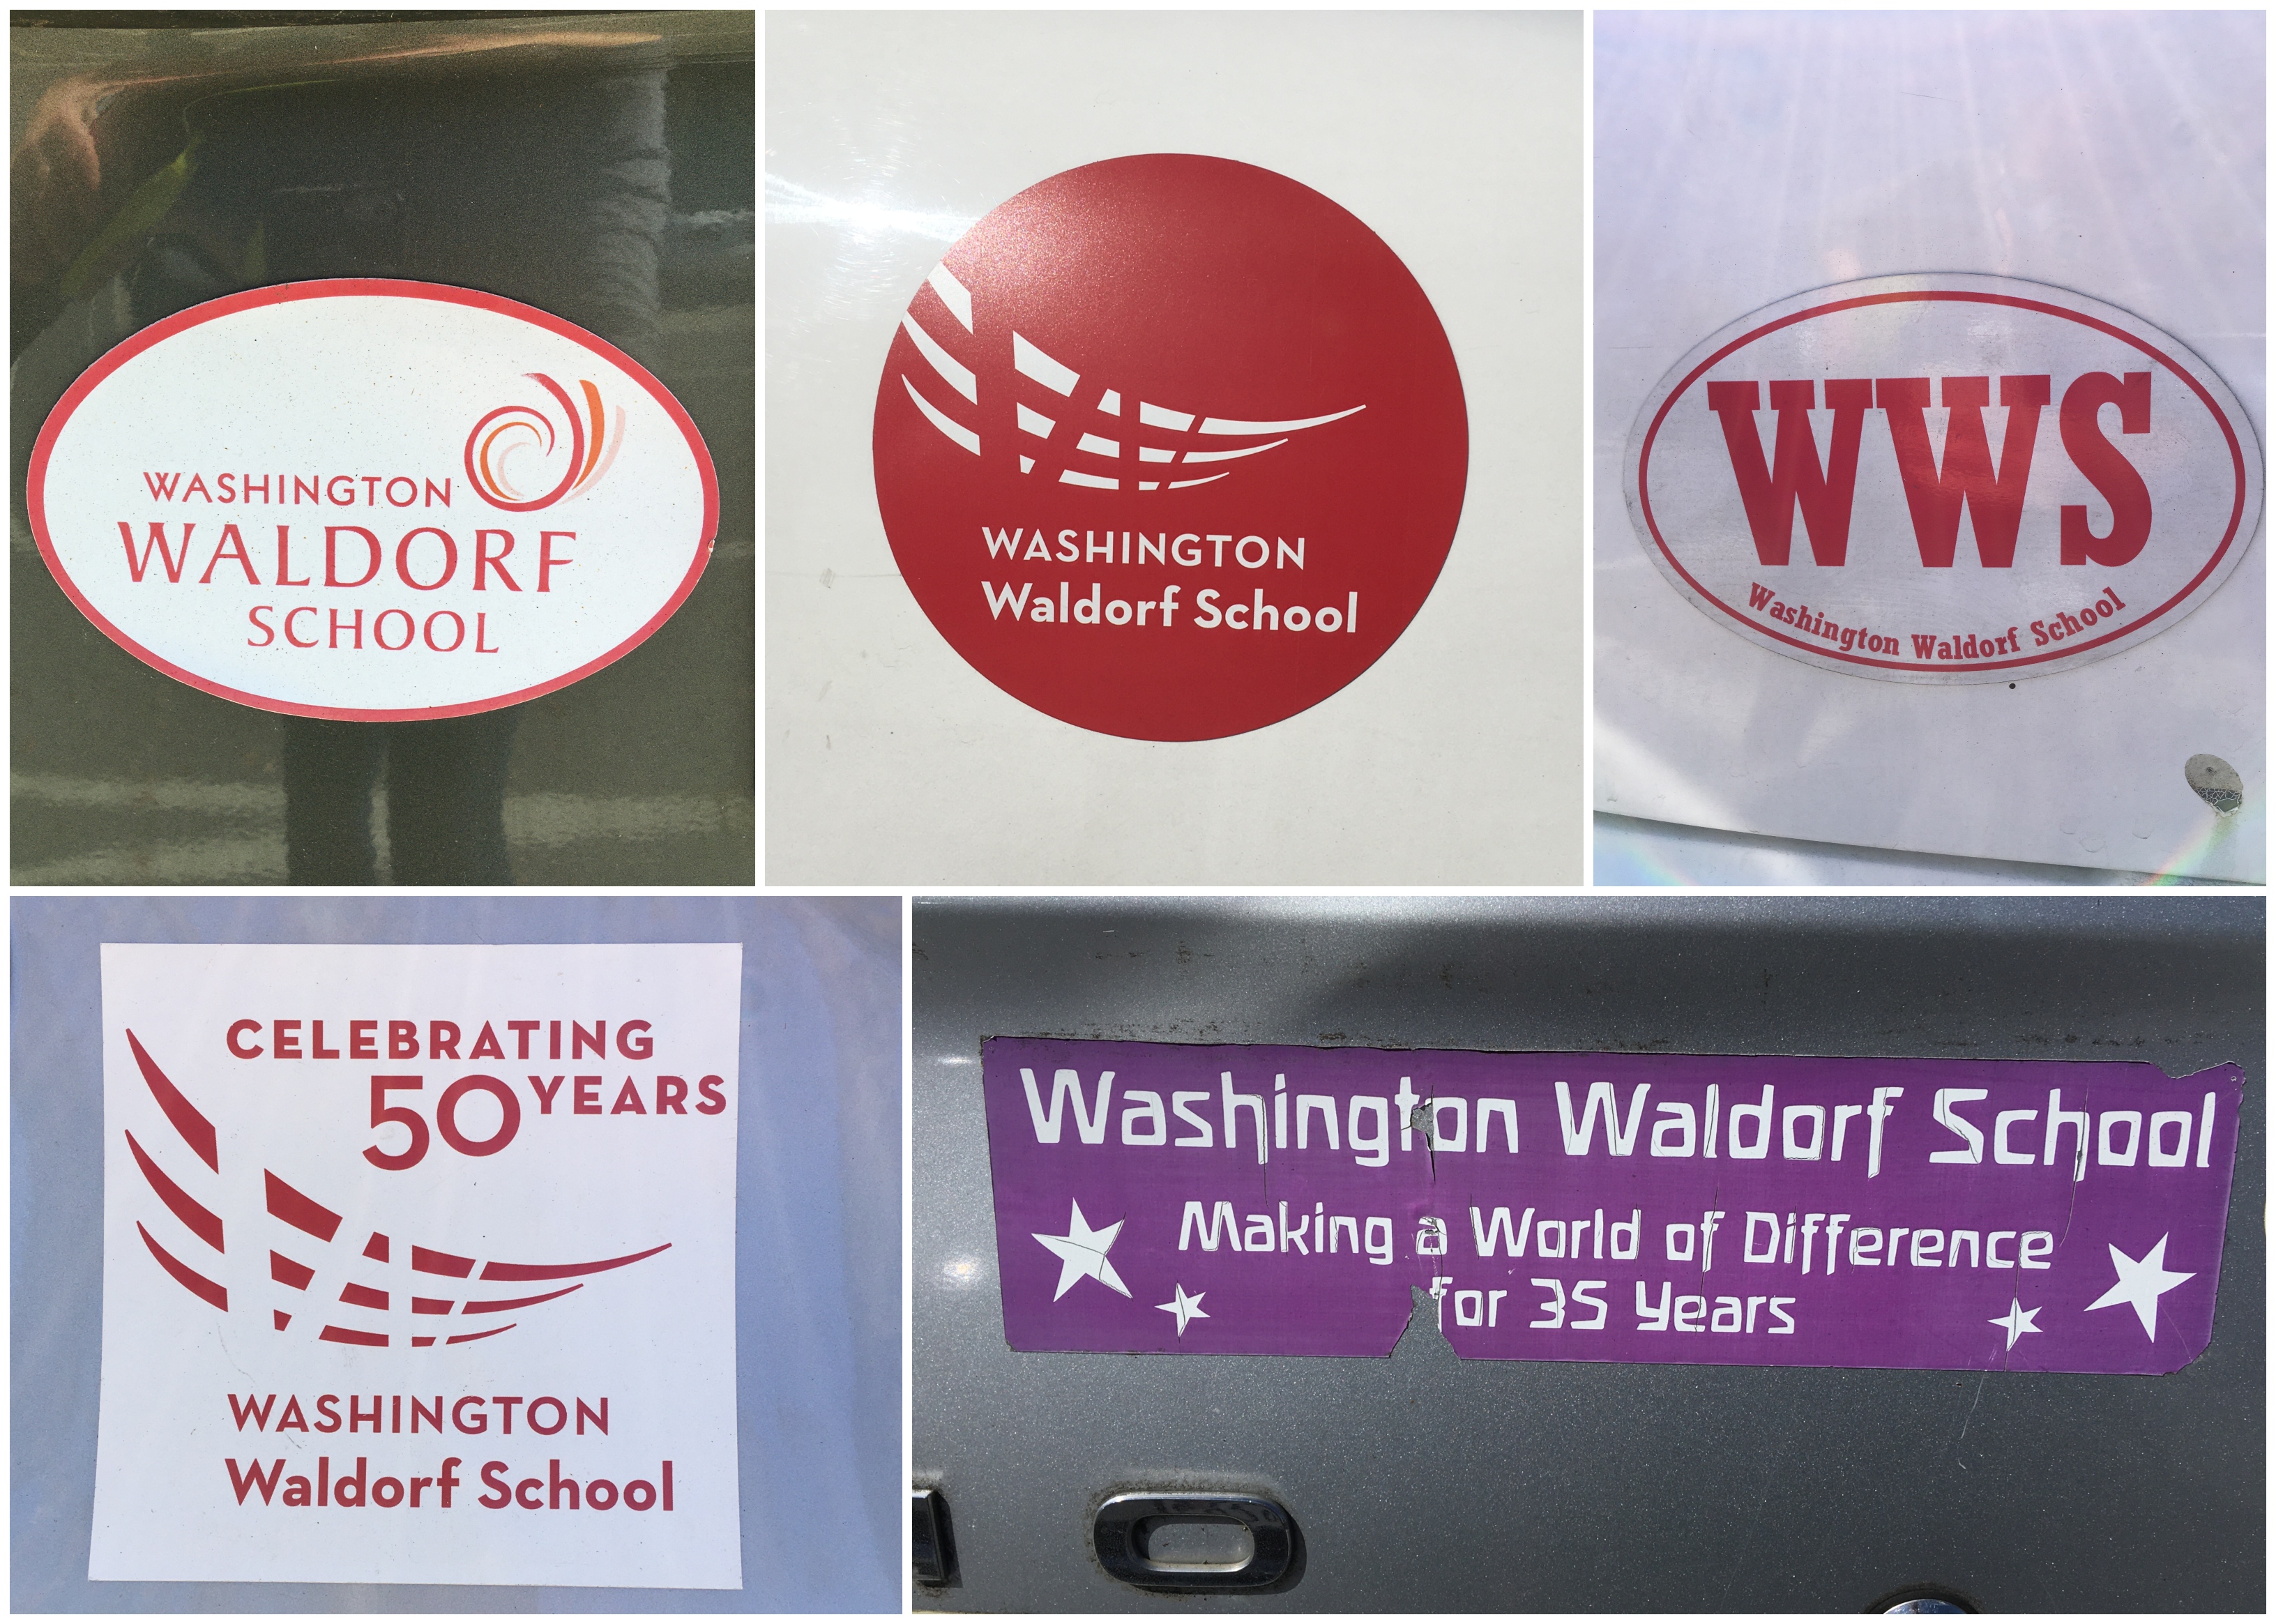 WASHINGTON
WALDORF
SCHOOL
WASHINGTON
Waldorf School
WWS
Washington Waldorf School
CELEBRATING
50 YEARS
WASHINGTON
Waldorf School
Washington Waldorf School
Making a World of Difference
for 35 Years